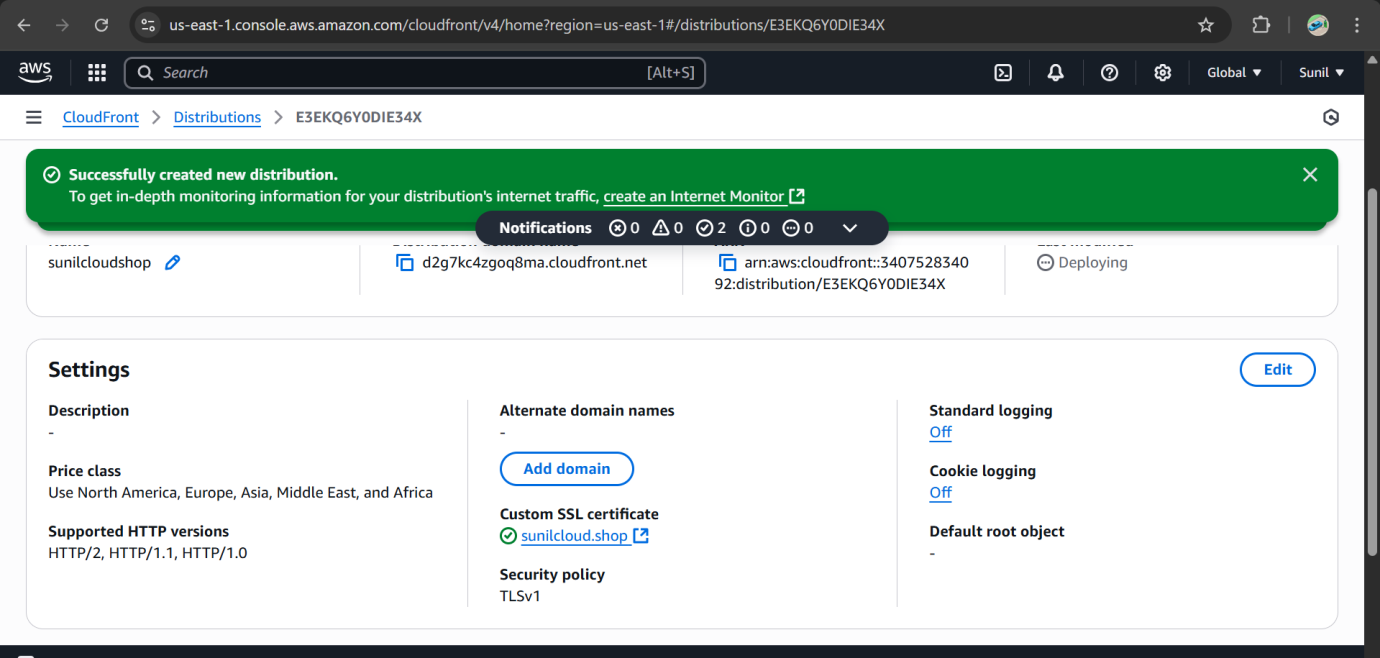 us-east-1.console.aws.amazon.com/cloudfront/v4/home?region=us-east-1#/distributions/E3EKQ6Y0DIE34X
aws
Search
[Alt+S]
Global
Sunil
CloudFront
Distributions
E3EKQ6Y0DIE34X
Successfully created new distribution.
To get in-depth monitoring information for your distribution's internet traffic, create an Internet Monitor
Notifications 0 0 2 0 0
sunilcloudshop
d2g7kc4zgoq8ma.cloudfront.net
arn:aws:cloudfront::3407528340
92:distribution/E3EKQ6Y0DIE34X
Deploying
Settings
Edit
Description
-
Price class
Use North America, Europe, Asia, Middle East, and Africa
Supported HTTP versions
HTTP/2, HTTP/1.1, HTTP/1.0
Alternate domain names
-
Add domain
Custom SSL certificate
sunilcloud.shop
Security policy
TLSv1
Standard logging
Off
Cookie logging
Off
Default root object
-